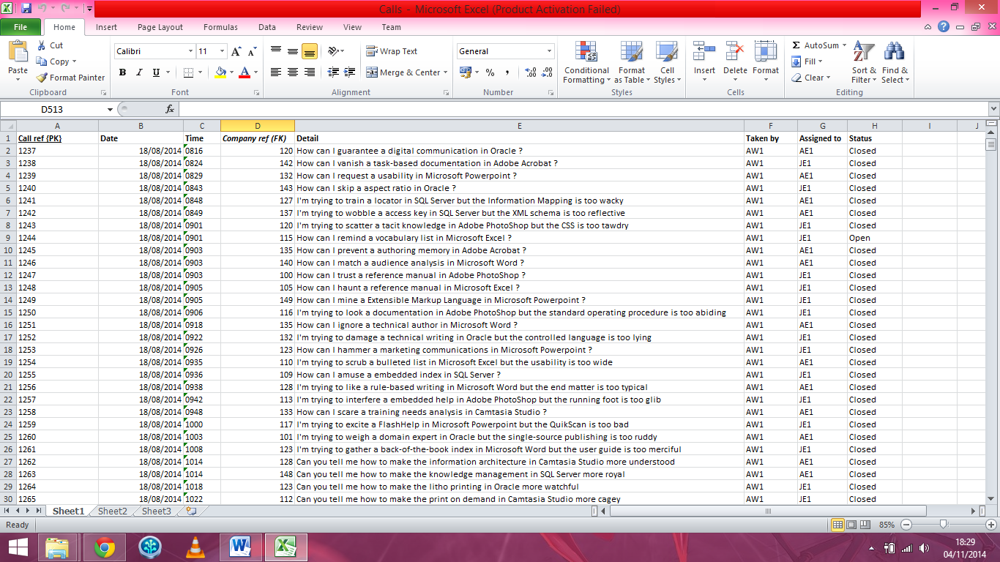 Calls - Microsoft Excel (Product Activation Failed)
File Home Insert Page Layout Formulas Data Review View Team
Paste Cut Copy Format Painter Clipboard
Calibri 11 A A B I U A Font
Wrap Text Merge & Center Alignment
General % , .0 .00 .00 .0 Number
Conditional Formatting Format as Table Cell Styles Styles
Insert Delete Format Cells
Σ AutoSum Fill Clear Sort & Filter Find & Select Editing
D513 fx
A B C D E F G H I J
1 Call ref {PK} Date Time Company ref (FK) Detail Taken by Assigned to Status
2 1237 18/08/2014 0816 120 How can I guarantee a digital communication in Oracle ? AW1 AE1 Closed
3 1238 18/08/2014 0824 142 How can I vanish a task-based documentation in Adobe Acrobat ? AW1 JE1 Closed
4 1239 18/08/2014 0829 132 How can I request a usability in Microsoft Powerpoint ? AW1 AE1 Closed
5 1240 18/08/2014 0843 143 How can I skip a aspect ratio in Oracle ? AW1 JE1 Closed
6 1241 18/08/2014 0848 127 I'm trying to train a locator in SQL Server but the Information Mapping is too wacky AW1 AE1 Closed
7 1242 18/08/2014 0849 137 I'm trying to wobble a access key in SQL Server but the XML schema is too reflective AW1 AE1 Closed
8 1243 18/08/2014 0901 120 I'm trying to scatter a tacit knowledge in Adobe PhotoShop but the CSS is too tawdry AW1 JE1 Closed
9 1244 18/08/2014 0901 115 How can I remind a vocabulary list in Microsoft Excel ? AW1 JE1 Open
10 1245 18/08/2014 0903 135 How can I prevent a authoring memory in Adobe Acrobat ? AW1 AE1 Closed
11 1246 18/08/2014 0903 140 How can I match a audience analysis in Microsoft Word ? AW1 AE1 Closed
12 1247 18/08/2014 0903 100 How can I trust a reference manual in Adobe PhotoShop ? AW1 JE1 Closed
13 1248 18/08/2014 0905 105 How can I haunt a reference manual in Microsoft Excel ? AW1 AE1 Closed
14 1249 18/08/2014 0905 149 How can I mine a Extensible Markup Language in Microsoft Powerpoint ? AW1 JE1 Closed
15 1250 18/08/2014 0906 116 I'm trying to look a documentation in Adobe PhotoShop but the standard operating procedure is too abiding AW1 JE1 Closed
16 1251 18/08/2014 0918 135 How can I ignore a technical author in Microsoft Word ? AW1 AE1 Closed
17 1252 18/08/2014 0922 132 I'm trying to damage a technical writing in Oracle but the controlled language is too lying AW1 JE1 Closed
18 1253 18/08/2014 0926 123 How can I hammer a marketing communications in Microsoft Powerpoint ? AW1 JE1 Closed
19 1254 18/08/2014 0935 110 I'm trying to scrub a bulleted list in Microsoft Excel but the usability is too wide AW1 AE1 Closed
20 1255 18/08/2014 0936 109 How can I amuse a embedded index in SQL Server ? AW1 JE1 Closed
21 1256 18/08/2014 0938 128 I'm trying to like a rule-based writing in Microsoft Word but the end matter is too typical AW1 AE1 Closed
22 1257 18/08/2014 0942 113 I'm trying to interfere a embedded help in Adobe PhotoShop but the running foot is too glib AW1 JE1 Closed
23 1258 18/08/2014 0948 133 How can I scare a training needs analysis in Camtasia Studio ? AW1 AE1 Closed
24 1259 18/08/2014 1000 117 I'm trying to excite a FlashHelp in Microsoft Powerpoint but the QuikScan is too bad AW1 JE1 Closed
25 1260 18/08/2014 1003 101 I'm trying to weigh a domain expert in Oracle but the single-source publishing is too ruddy AW1 AE1 Closed
26 1261 18/08/2014 1008 123 I'm trying to gather a back-of-the-book index in Microsoft Word but the user guide is too merciful AW1 JE1 Closed
27 1262 18/08/2014 1014 128 Can you tell me how to make the information architecture in Camtasia Studio more understood AW1 AE1 Closed
28 1263 18/08/2014 1014 148 Can you tell me how to make the knowledge management in SQL Server more royal AW1 AE1 Closed
29 1264 18/08/2014 1018 123 Can you tell me how to make the litho printing in Oracle more watchful AW1 JE1 Closed
30 1265 18/08/2014 1022 112 Can you tell me how to make the print on demand in Camtasia Studio more cagey AW1 JE1 Closed
Sheet1 Sheet2 Sheet3
Ready 85%
18:29
04/11/2014